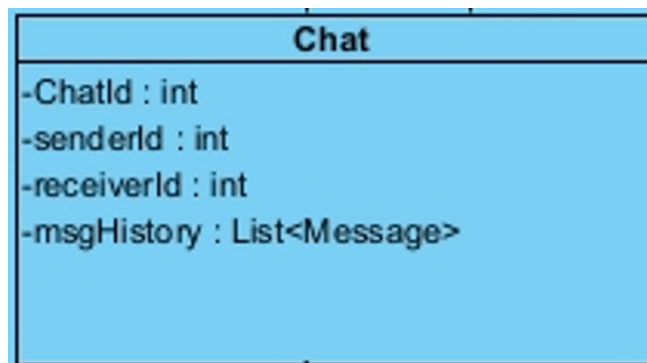 Chat
-ChatId : int
-senderId : int
-receiverId : int
-msgHistory : List<Message>